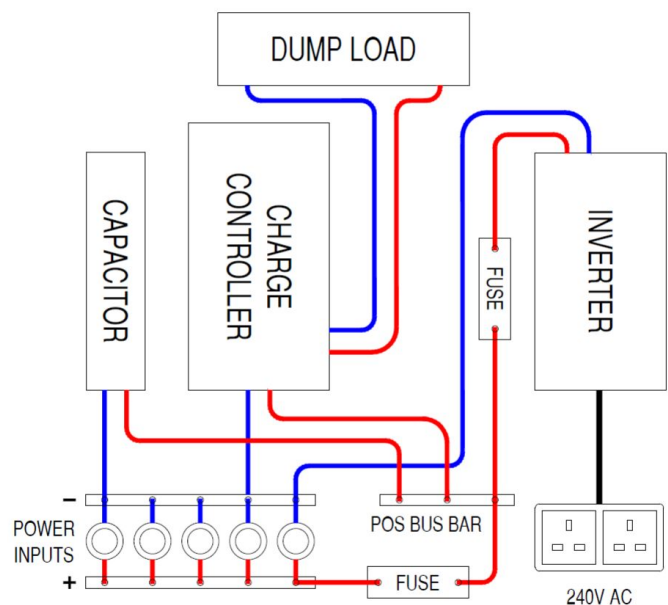 DUMP LOAD
CAPACITOR
CHARGE
CONTROLLER
FUSE
INVERTER
−
POWER
INPUTS
+
POS BUS BAR
FUSE
240V AC